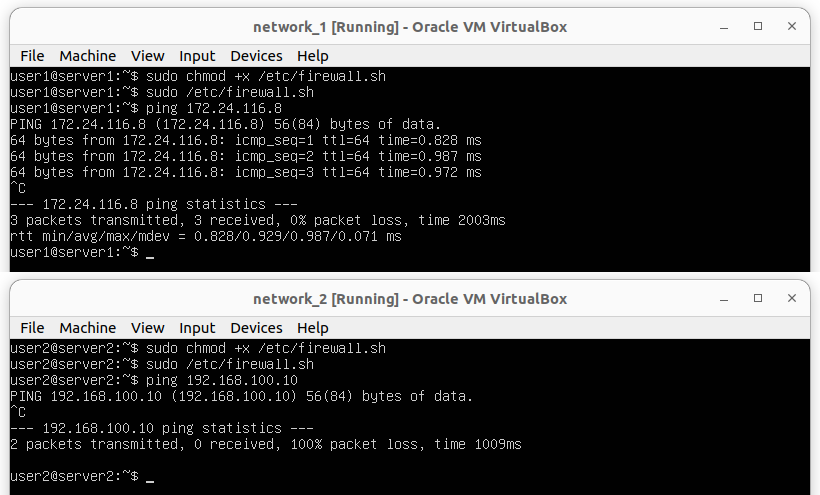 network_1 [Running] - Oracle VM VirtualBox
File Machine View Input Devices Help
user1@server1:~$ sudo chmod +x /etc/firewall.sh
user1@server1:~$ sudo /etc/firewall.sh
user1@server1:~$ ping 172.24.116.8
PING 172.24.116.8 (172.24.116.8) 56(84) bytes of data.
64 bytes from 172.24.116.8: icmp_seq=1 ttl=64 time=0.828 ms
64 bytes from 172.24.116.8: icmp_seq=2 ttl=64 time=0.987 ms
64 bytes from 172.24.116.8: icmp_seq=3 ttl=64 time=0.972 ms
^C
--- 172.24.116.8 ping statistics ---
3 packets transmitted, 3 received, 0% packet loss, time 2003ms
rtt min/avg/max/mdev = 0.828/0.929/0.987/0.071 ms
user1@server1:~$ _
network_2 [Running] - Oracle VM VirtualBox
File Machine View Input Devices Help
user2@server2:~$ sudo chmod +x /etc/firewall.sh
user2@server2:~$ sudo /etc/firewall.sh
user2@server2:~$ ping 192.168.100.10
PING 192.168.100.10 (192.168.100.10) 56(84) bytes of data.
^C
--- 192.168.100.10 ping statistics ---
2 packets transmitted, 0 received, 100% packet loss, time 1009ms
user2@server2:~$ _